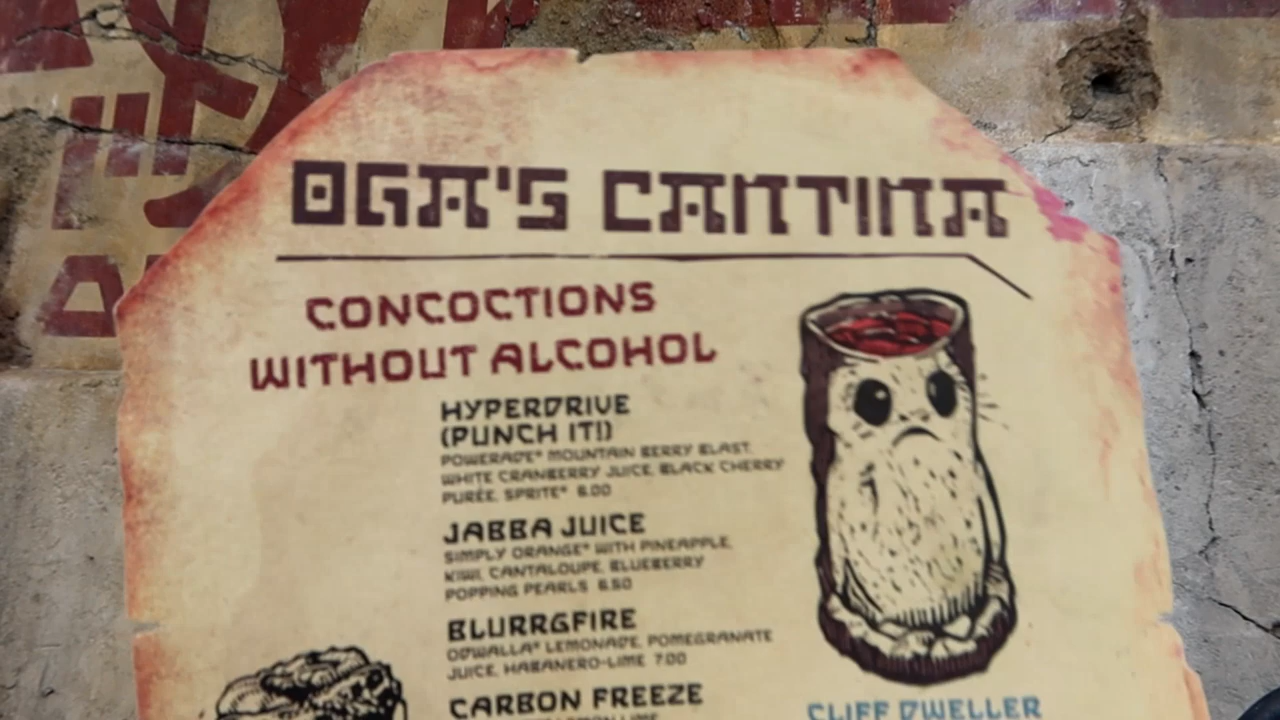 OGA'S CANTINA
CONCOCTIONS
WITHOUT ALCOHOL
HYPERDRIVE
(PUNCH IT!)
POWERADE® MOUNTAIN BERRY BLAST,
WHITE CRANBERRY JUICE, BLACK CHERRY
PURÉE, SPRITE® 6.00
JABBA JUICE
SIMPLY ORANGE® WITH PINEAPPLE,
KIWI, CANTALOUPE, BLUEBERRY
POPPING PEARLS 6.50
BLURRGFIRE
ODWALLA® LEMONADE, POMEGRANATE
JUICE, HABANERO-LIME 7.00
CARBON FREEZE
CLIFF DWELLER